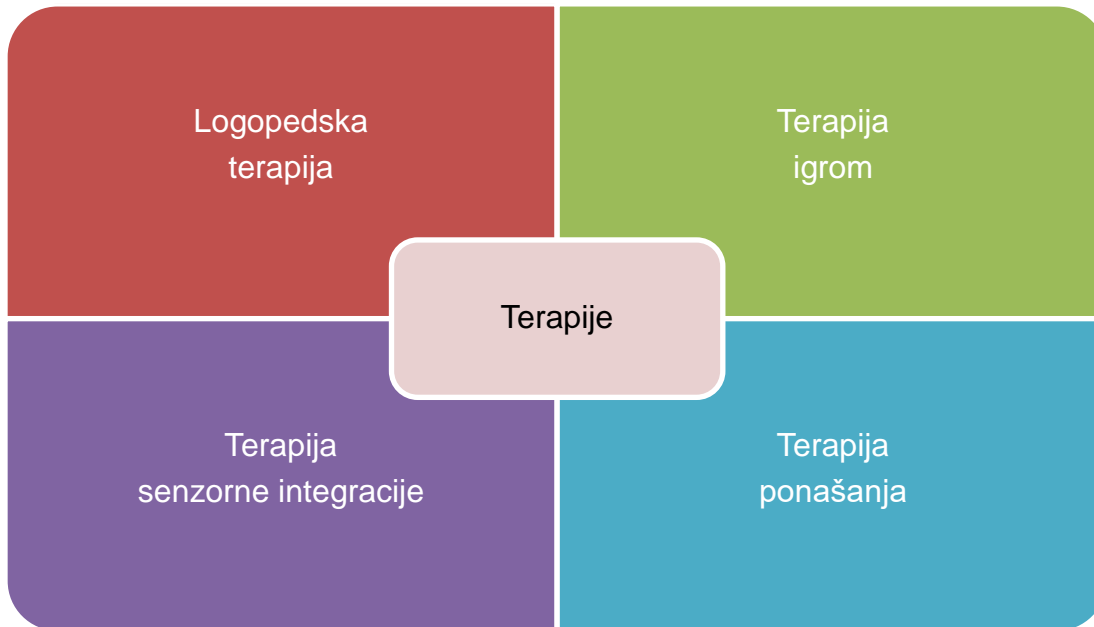 Logopedska
terapija
Terapija
igrom
Terapije
Terapija
senzorne integracije
Terapija
ponašanja